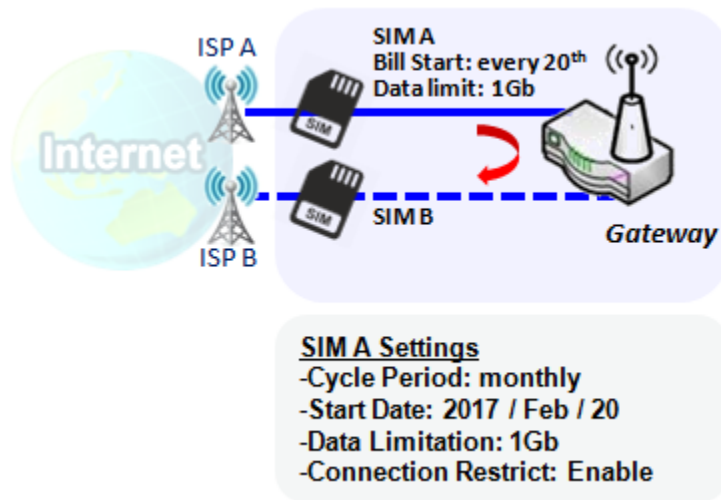 ISP A
SIM A
Bill Start: every 20th
Data limit: 1Gb
SIM
Internet
SIM
SIM B
Gateway
ISP B
SIM A Settings
-Cycle Period: monthly
-Start Date: 2017 / Feb / 20
-Data Limitation: 1Gb
-Connection Restrict: Enable